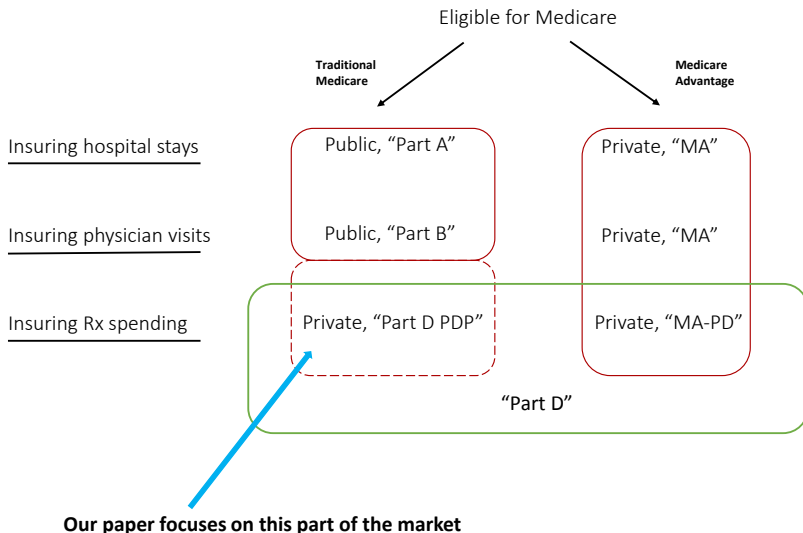 Eligible for Medicare
Traditional
Medicare
Medicare
Advantage
Insuring hospital stays
Public, “Part A”
Private, “MA”
Insuring physician visits
Public, “Part B”
Private, “MA”
Insuring Rx spending
Private, “Part D PDP”
Private, “MA-PD”
“Part D”
Our paper focuses on this part of the market